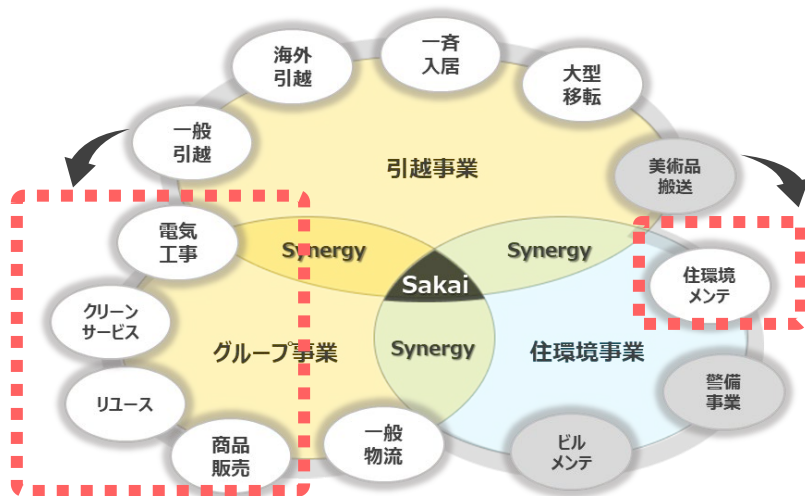 海外
引越
一斉
入居
大型
移転
一般
引越
引越事業
美術品
搬送
電気
工事
Synergy
Synergy
Sakai
住環境
メンテ
クリーン
サービス
グループ事業
Synergy
住環境事業
リユース
警備
事業
商品
販売
一般
物流
ビル
メンテ